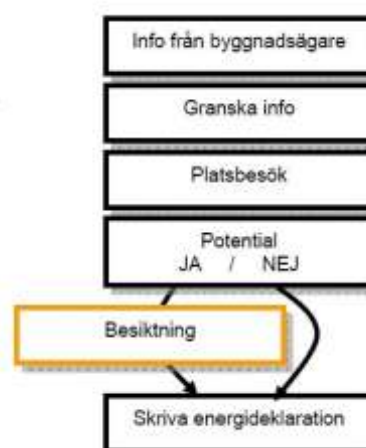 Info från byggnadsägare
Granska info
Platsbesök
Potential
JA / NEJ
Besiktning
Skriva energideklaration